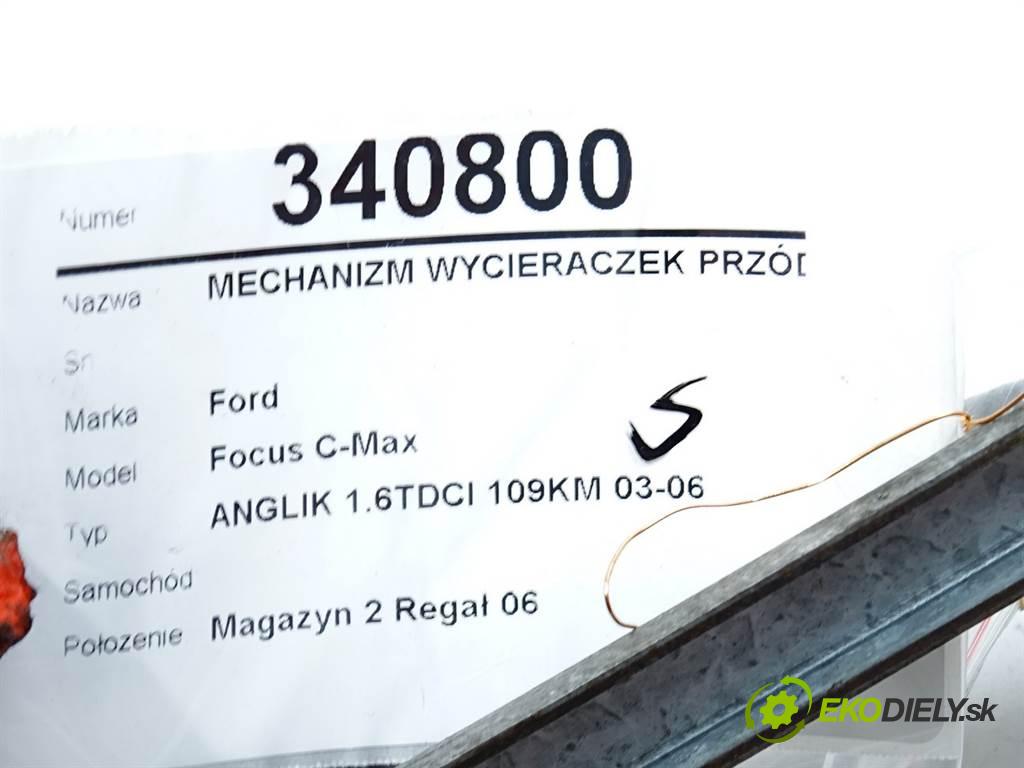 Numer 340800
Nazwa MECHANIZM WYCIERACZEK PRZÓD
Sn
Marka Ford
Model Focus C-Max
Typ ANGLIK 1.6TDCI 109KM 03-06
Samochód
Położenie Magazyn 2 Regał 06
S
EKODIELY.sk